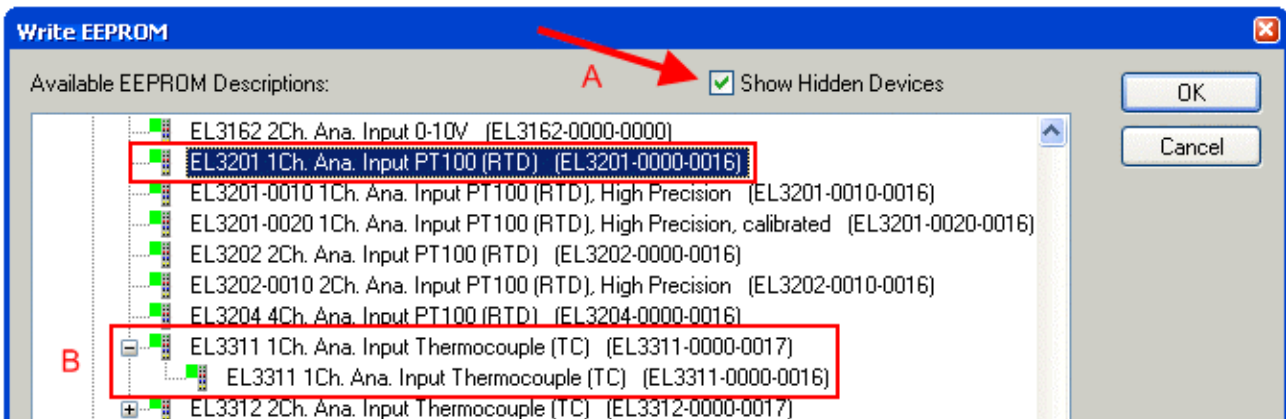 Write EEPROM
Available EEPROM Descriptions:
A
Show Hidden Devices
OK
Cancel
EL3162 2Ch. Ana. Input 0-10V (EL3162-0000-0000)
EL3201 1Ch. Ana. Input PT100 (RTD) (EL3201-0000-0016)
EL3201-0010 1Ch. Ana. Input PT100 (RTD), High Precision (EL3201-0010-0016)
EL3201-0020 1Ch. Ana. Input PT100 (RTD), High Precision, calibrated (EL3201-0020-0016)
EL3202 2Ch. Ana. Input PT100 (RTD) (EL3202-0000-0016)
EL3202-0010 2Ch. Ana. Input PT100 (RTD), High Precision (EL3202-0010-0016)
EL3204 4Ch. Ana. Input PT100 (RTD) (EL3204-0000-0016)
B
EL3311 1Ch. Ana. Input Thermocouple (TC) (EL3311-0000-0017)
EL3311 1Ch. Ana. Input Thermocouple (TC) (EL3311-0000-0016)
EL3312 2Ch. Ana. Input Thermocouple (TC) (EL3312-0000-0017)